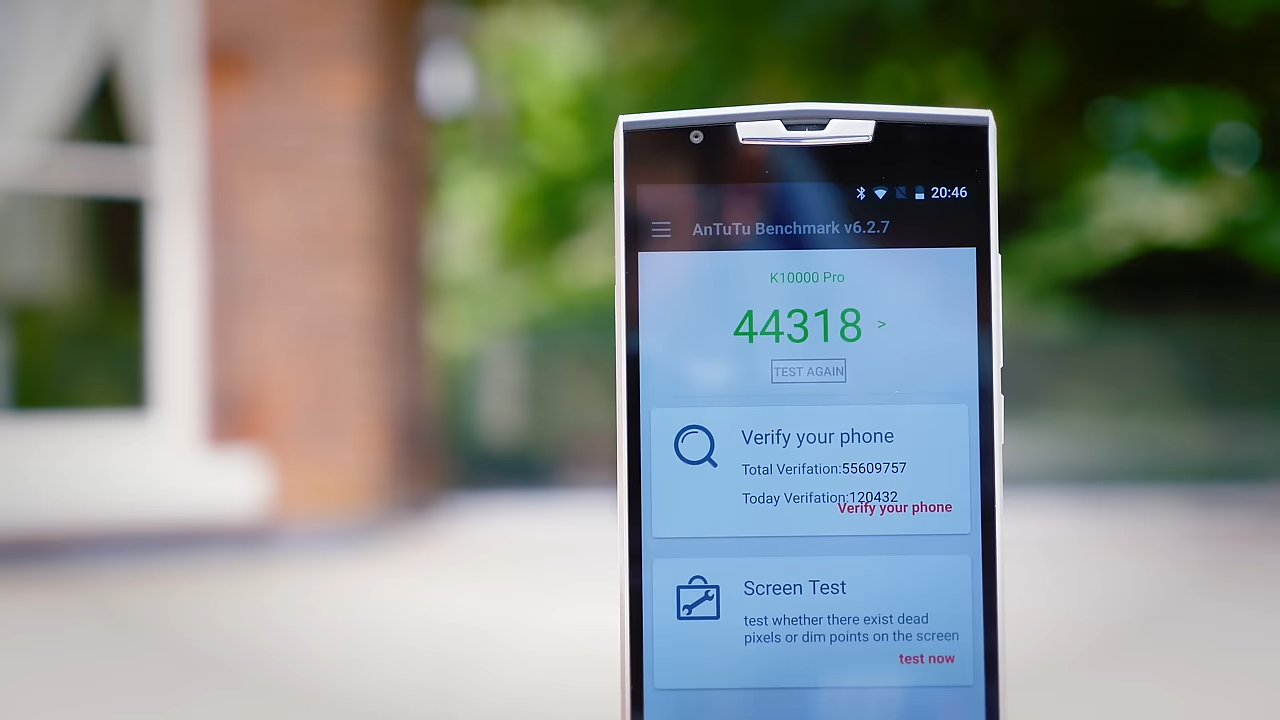 20:46
AnTuTu Benchmark v6.2.7
K10000 Pro
44318 >
TEST AGAIN
Verify your phone
Total Verifation:55609757
Today Verifation:120432
Verify your phone
Screen Test
test whether there exist dead
pixels or dim points on the screen
test now